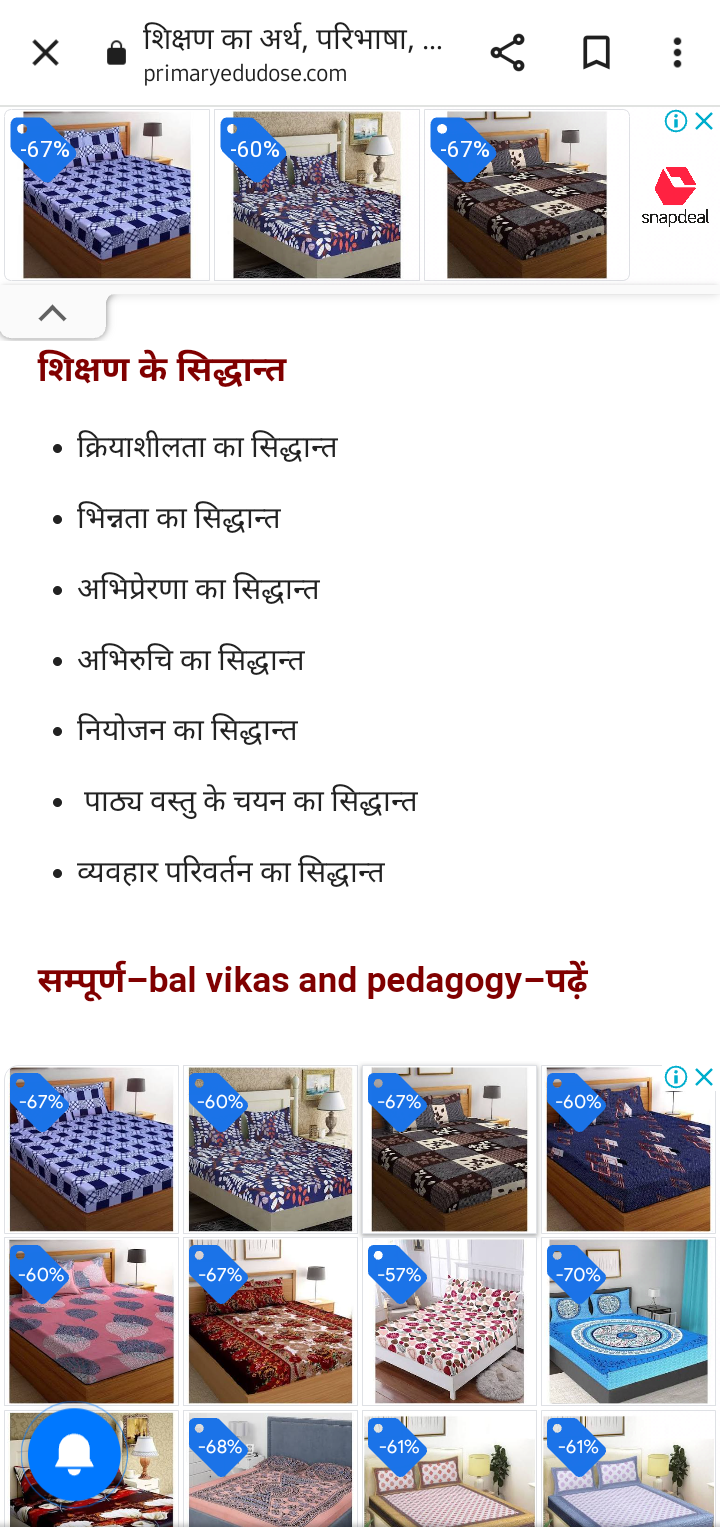 शिक्षण का अर्थ, परिभाषा, ...
primaryedudose.com
-67%
-60%
-67%
snapdeal
शिक्षण के सिद्धान्त
• क्रियाशीलता का सिद्धान्त
• भिन्नता का सिद्धान्त
• अभिप्रेरणा का सिद्धान्त
• अभिरुचि का सिद्धान्त
• नियोजन का सिद्धान्त
• पाठ्य वस्तु के चयन का सिद्धान्त
• व्यवहार परिवर्तन का सिद्धान्त
सम्पूर्ण–bal vikas and pedagogy–पढ़ें
-67%
-60%
-67%
-60%
-60%
-67%
-57%
-70%
-68%
-61%
-61%